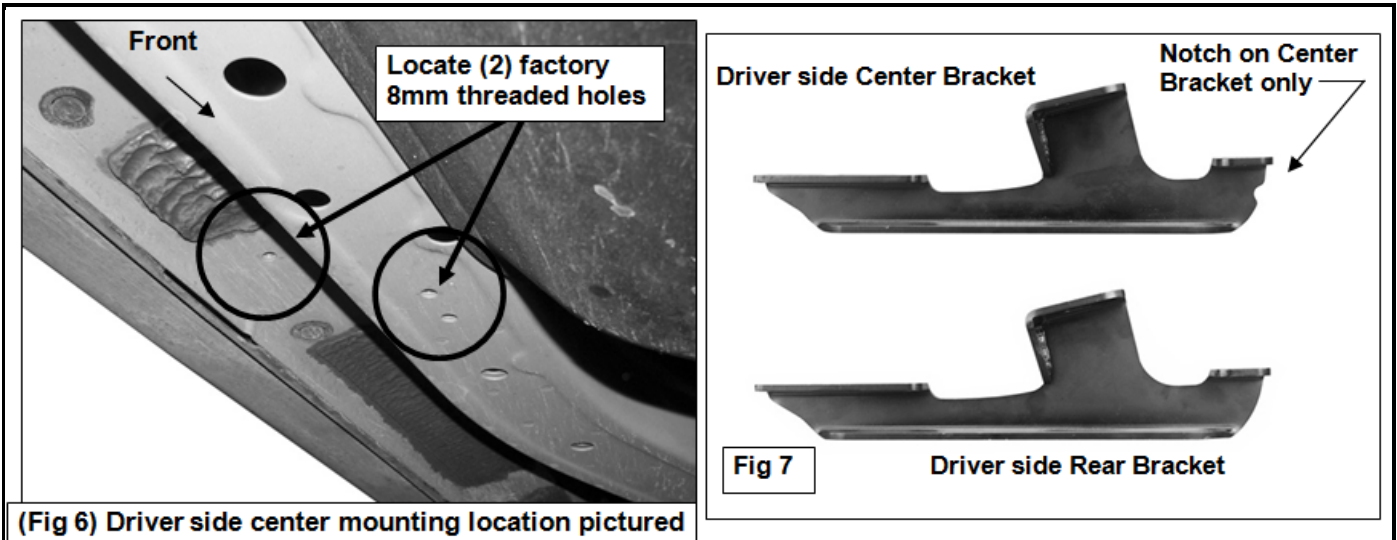 Front
Locate (2) factory
8mm threaded holes
(Fig 6) Driver side center mounting location pictured
Driver side Center Bracket
Notch on Center
Bracket only
Fig 7
Driver side Rear Bracket